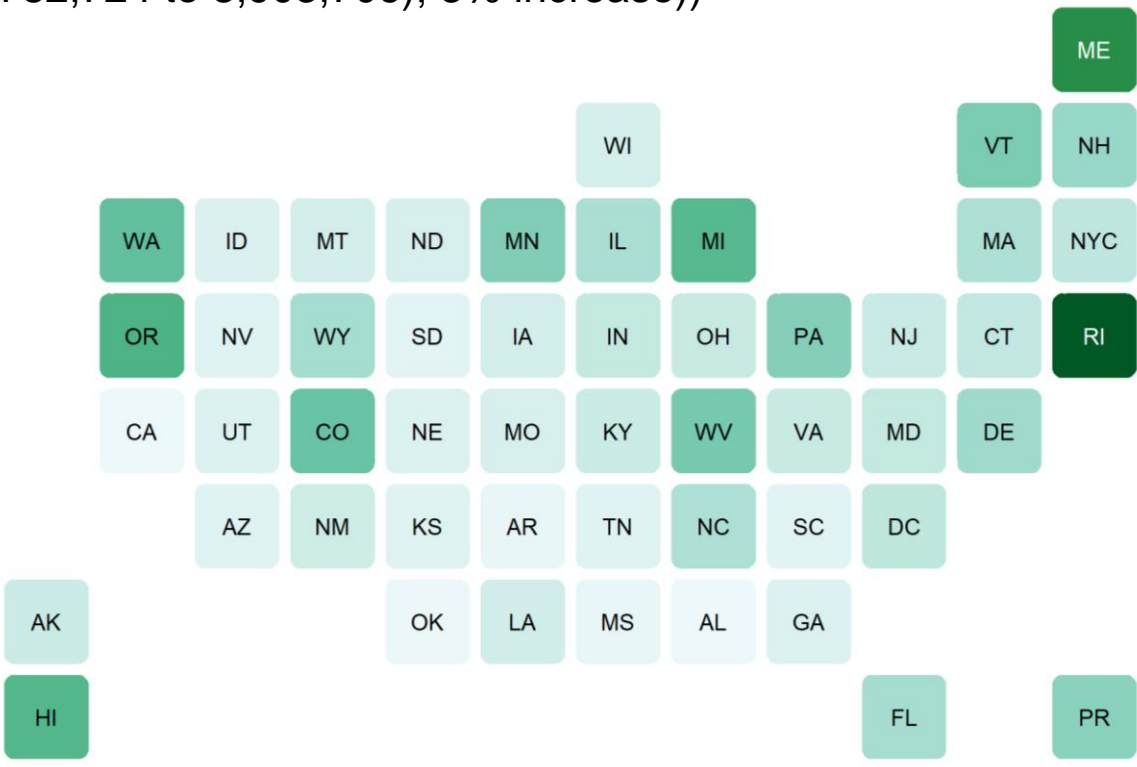 increase))
ME
WI VT NH
WA ID MT ND MN IL MI MA NYC
OR NV WY SD IA IN OH PA NJ CT RI
CA UT CO NE MO KY WV VA MD DE
AZ NM KS AR TN NC SC DC
AK OK LA MS AL GA
HI FL PR